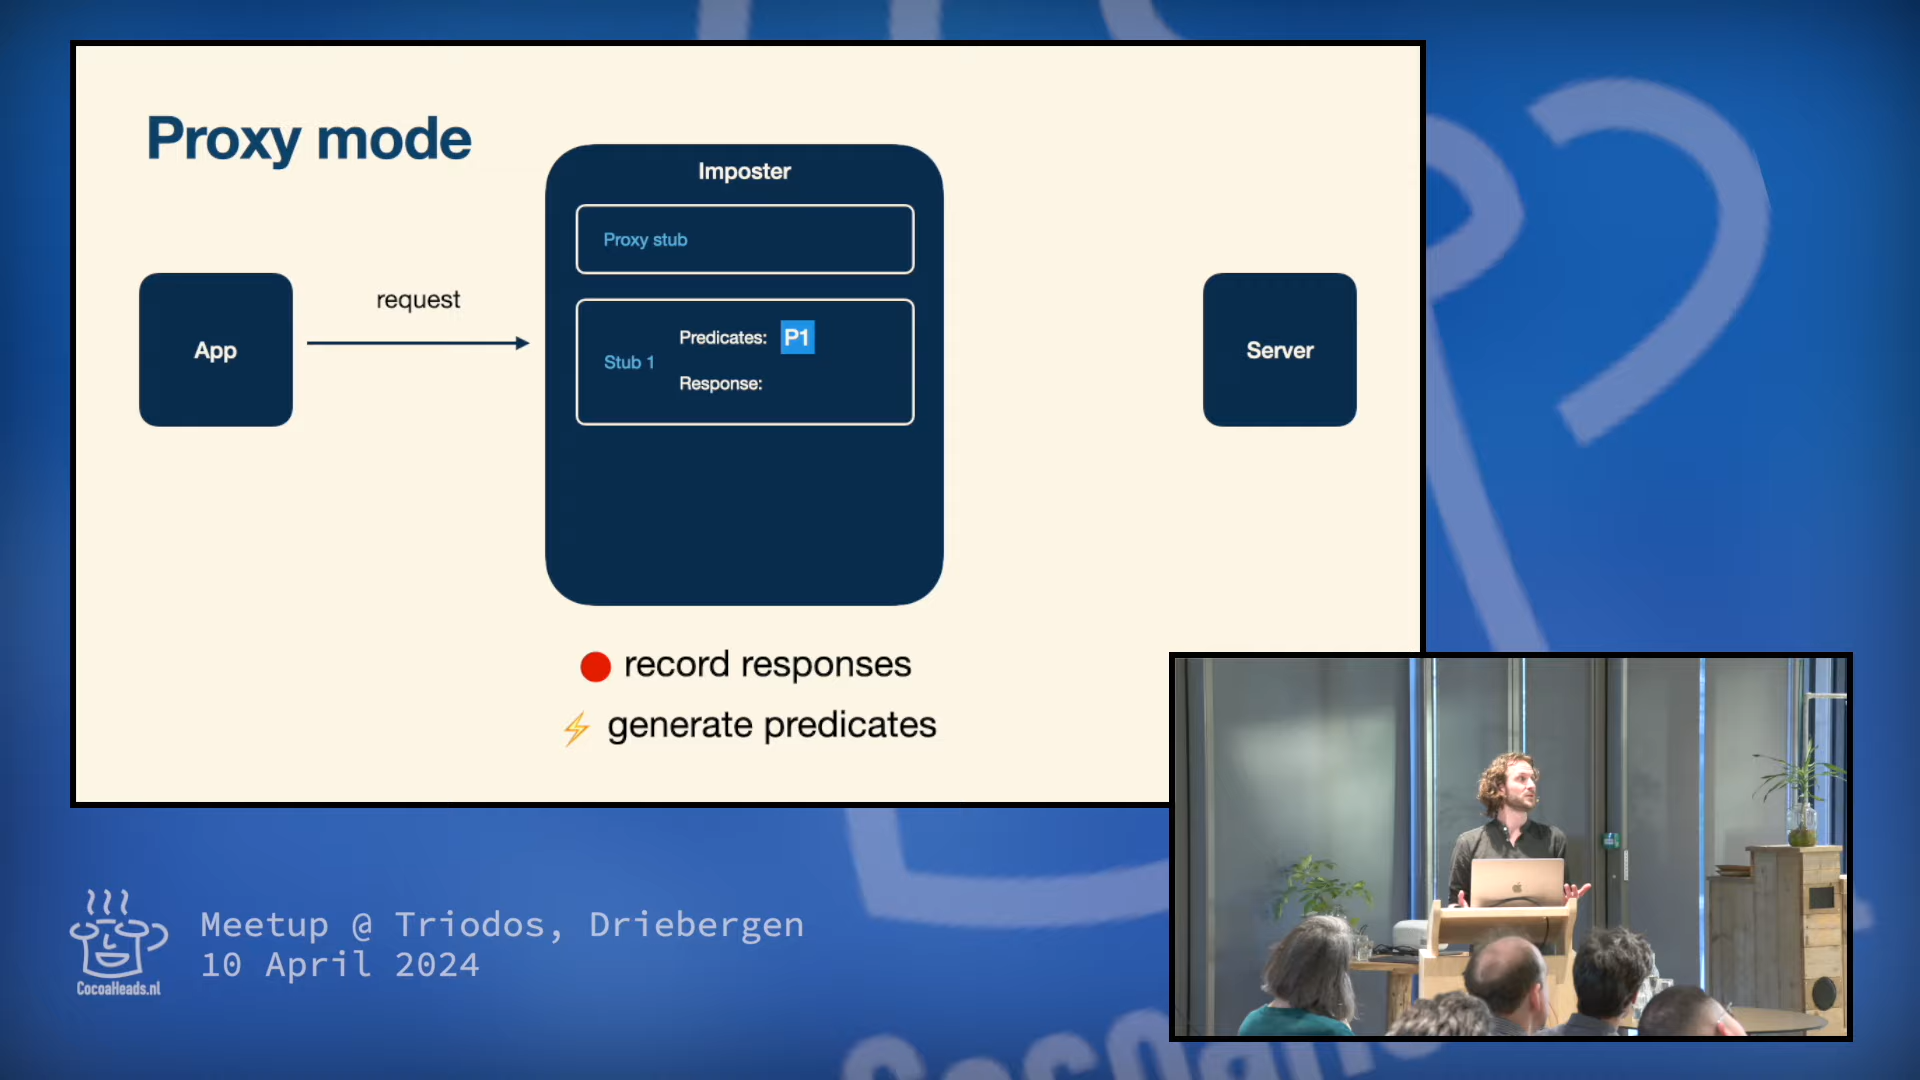 Proxy mode
Imposter
Proxy stub
request
App
Predicates: P1
Stub 1
Response:
Server
record responses
generate predicates
Meetup @ Triodos, Driebergen
10 April 2024
CocoaHeads.nl